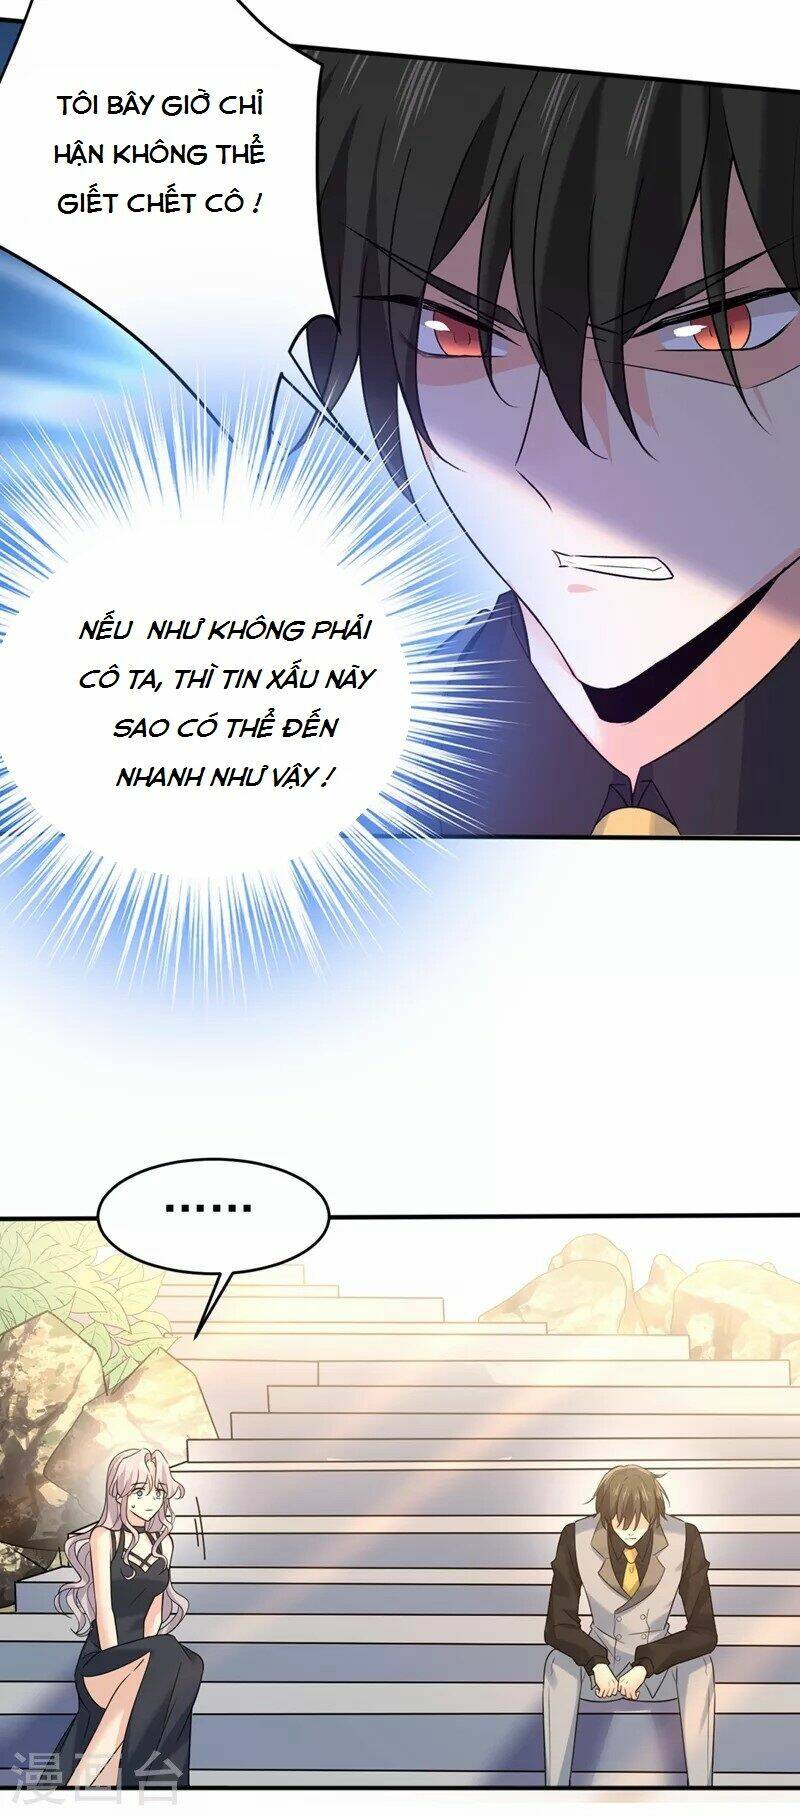 TÔI BÂY GIỜ CHỈ
HẬN KHÔNG THỂ
GIẾT CHẾT CÔ !
NẾU NHƯ KHÔNG PHẢI
CÔ TA, THÌ TIN XẤU NÀY
SAO CÓ THỂ ĐẾN
NHANH NHƯ VẬY !
......
漫画台